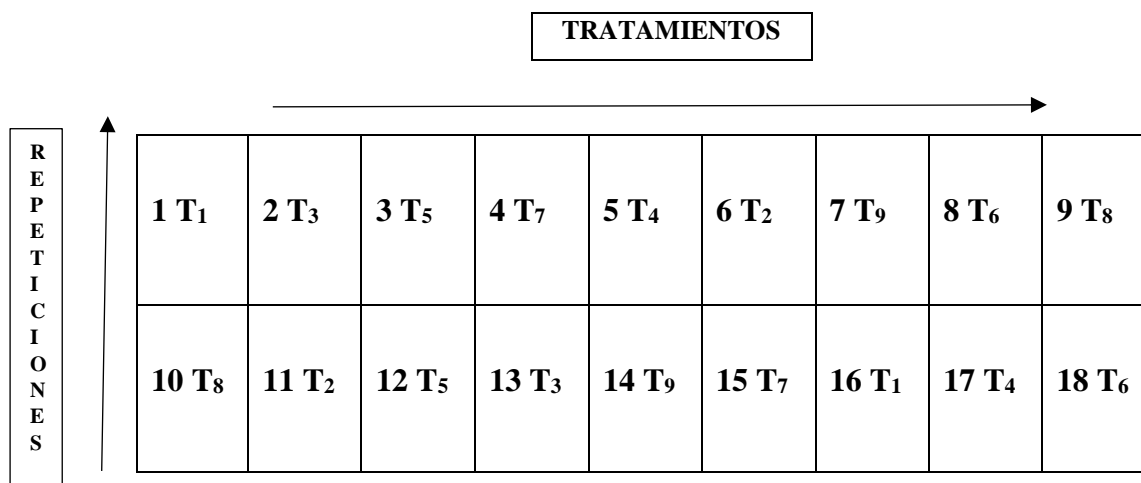 TRATAMIENTOS
REPETICIONES
1 T₁ 2 T₃ 3 T₅ 4 T₇ 5 T₄ 6 T₂ 7 T₉ 8 T₆ 9 T₈
10 T₈ 11 T₂ 12 T₅ 13 T₃ 14 T₉ 15 T₇ 16 T₁ 17 T₄ 18 T₆